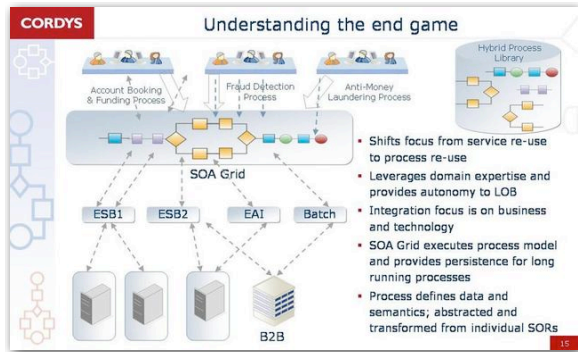 CORDYS
Understanding the end game
Account Booking
& Funding Process
Fraud Detection
Process
Anti-Money
Laundering Process
Hybrid Process
Library
SOA Grid
ESB1
ESB2
EAI
Batch
B2B
• Shifts focus from service re-use
to process re-use
• Leverages domain expertise and
provides autonomy to LOB
• Integration focus is on business
and technology
• SOA Grid executes process model
and provides persistence for long
running processes
• Process defines data and
semantics; abstracted and
transformed from individual SORs
15